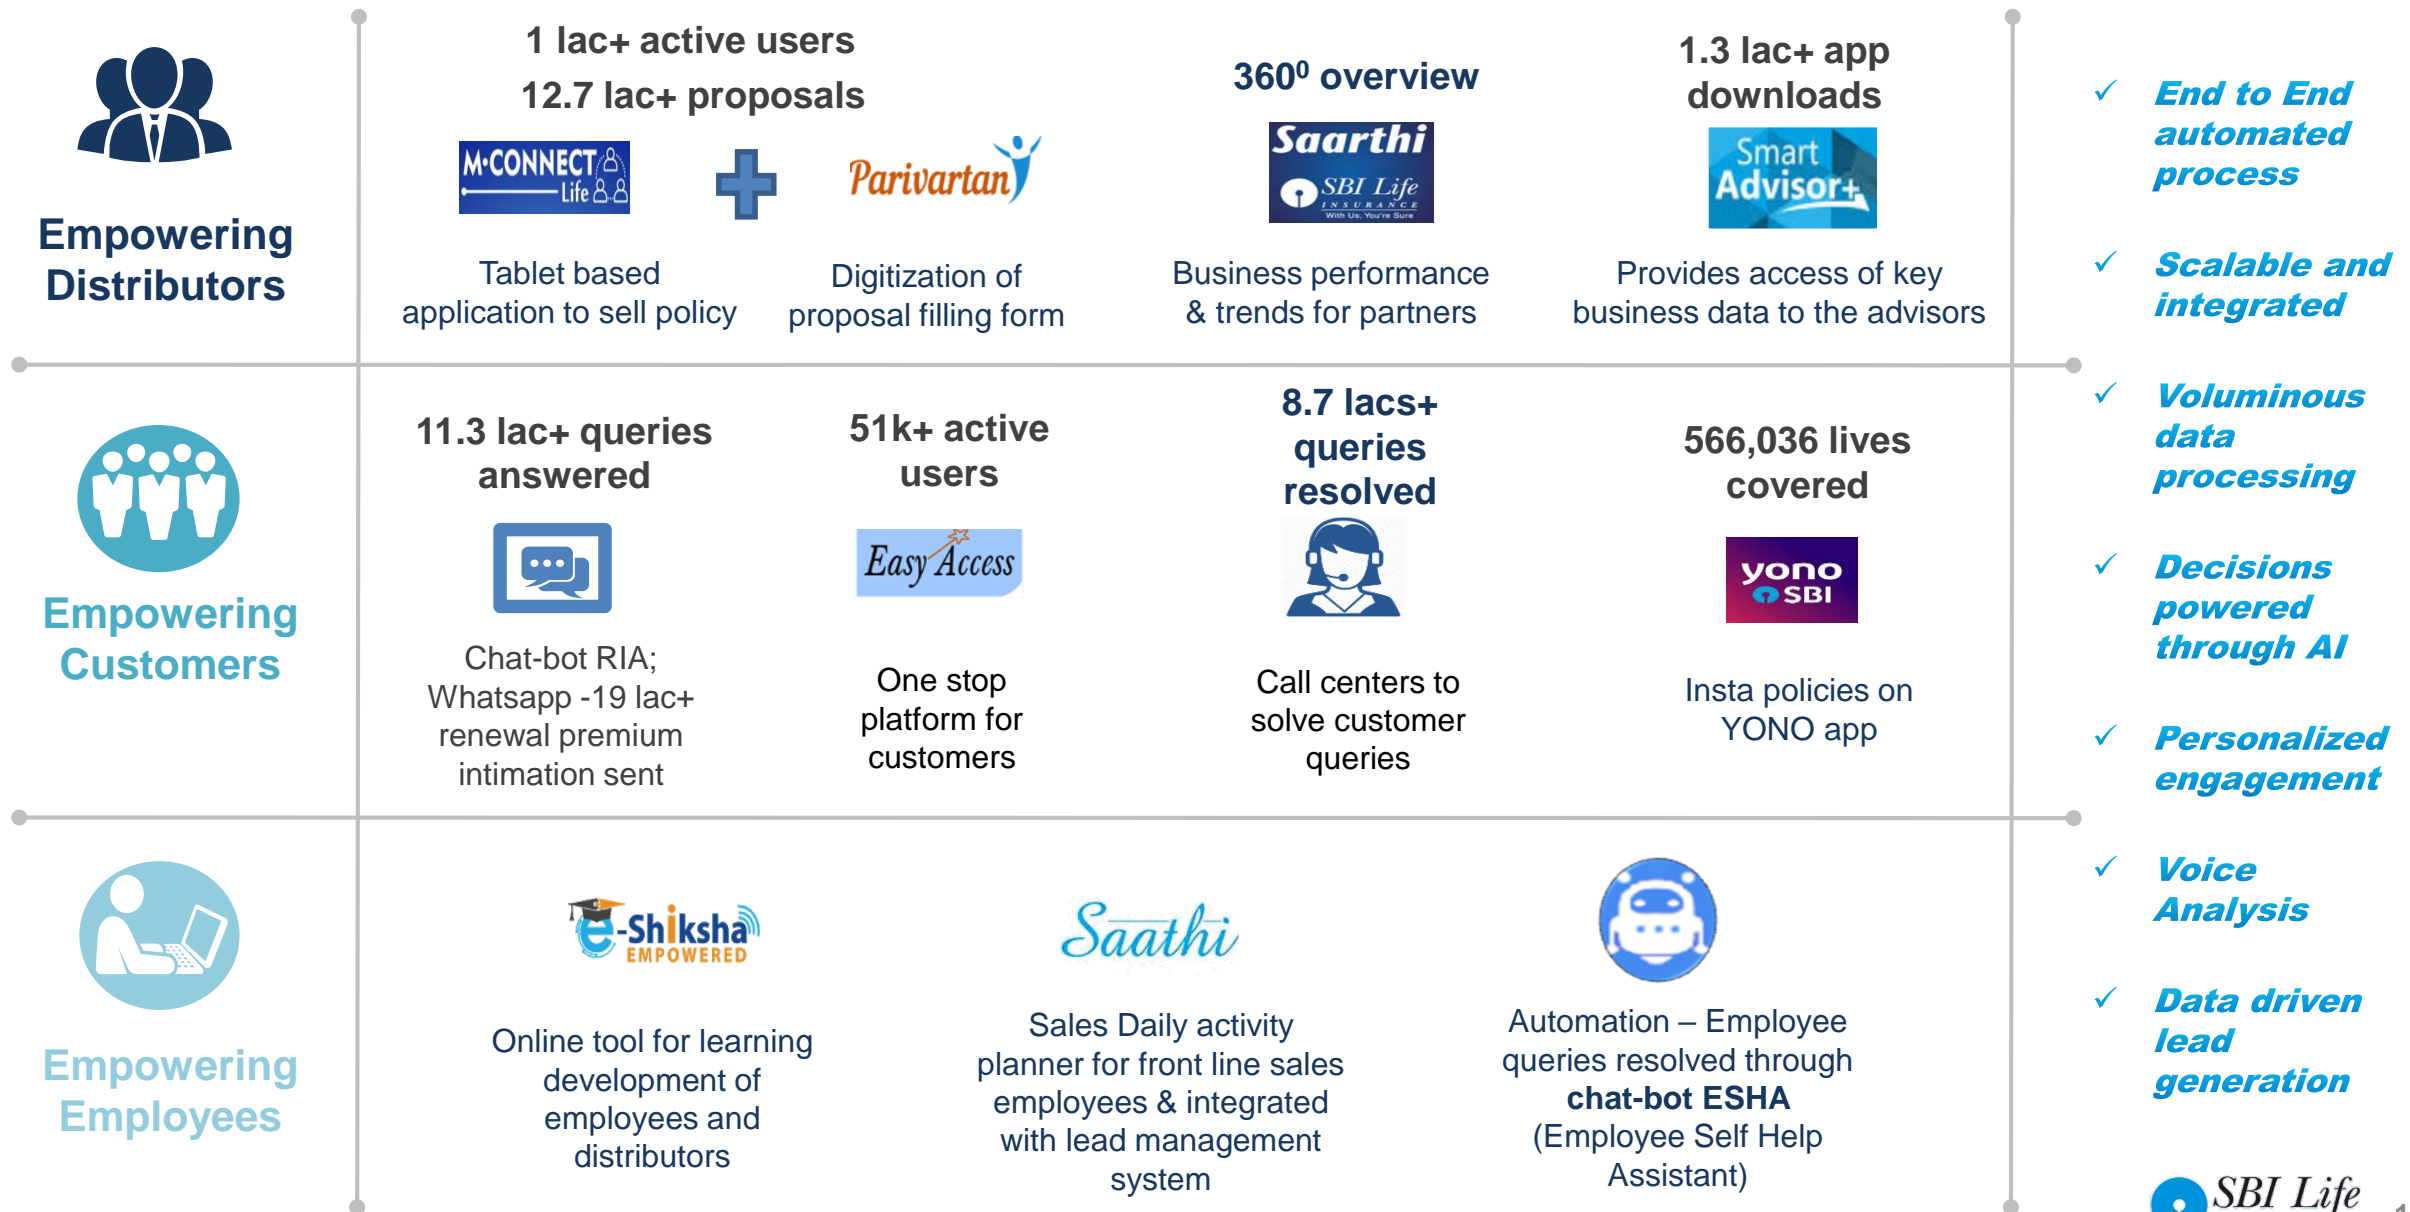 Empowering
Distributors
1 lac+ active users
12.7 lac+ proposals
M-CONNECT
Life
Parivartan
Tablet based
application to sell policy
Digitization of
proposal filling form
360⁰ overview
Saarthi
SBI Life
INSURANCE
With Us, You're Sure
Business performance
& trends for partners
1.3 lac+ app
downloads
Smart
Advisor+
Provides access of key
business data to the advisors
Empowering
Customers
11.3 lac+ queries
answered
Chat-bot RIA;
Whatsapp -19 lac+
renewal premium
intimation sent
51k+ active
users
Easy Access
One stop
platform for
customers
8.7 lacs+
queries
resolved
Call centers to
solve customer
queries
566,036 lives
covered
yono
SBI
Insta policies on
YONO app
Empowering
Employees
e-Shiksha
EMPOWERED
Online tool for learning
development of
employees and
distributors
Saathi
Sales Daily activity
planner for front line sales
employees & integrated
with lead management
system
Automation – Employee
queries resolved through
chat-bot ESHA
(Employee Self Help
Assistant)
✓ End to End
automated
process
✓ Scalable and
integrated
✓ Voluminous
data
processing
✓ Decisions
powered
through AI
✓ Personalized
engagement
✓ Voice
Analysis
✓ Data driven
lead
generation
SBI Life